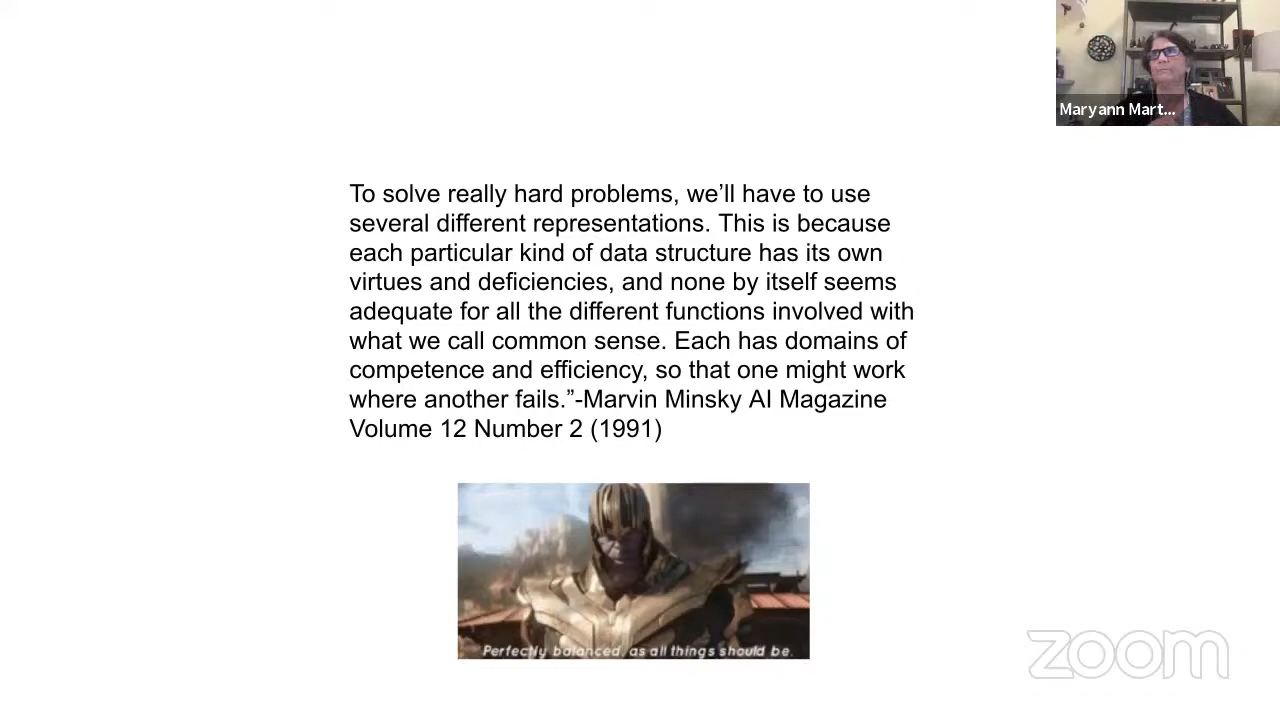 Maryann Mart...
To solve really hard problems, we’ll have to use
several different representations. This is because
each particular kind of data structure has its own
virtues and deficiencies, and none by itself seems
adequate for all the different functions involved with
what we call common sense. Each has domains of
competence and efficiency, so that one might work
where another fails.”-Marvin Minsky AI Magazine
Volume 12 Number 2 (1991)
Perfectly balanced, as all things should be.
zoom